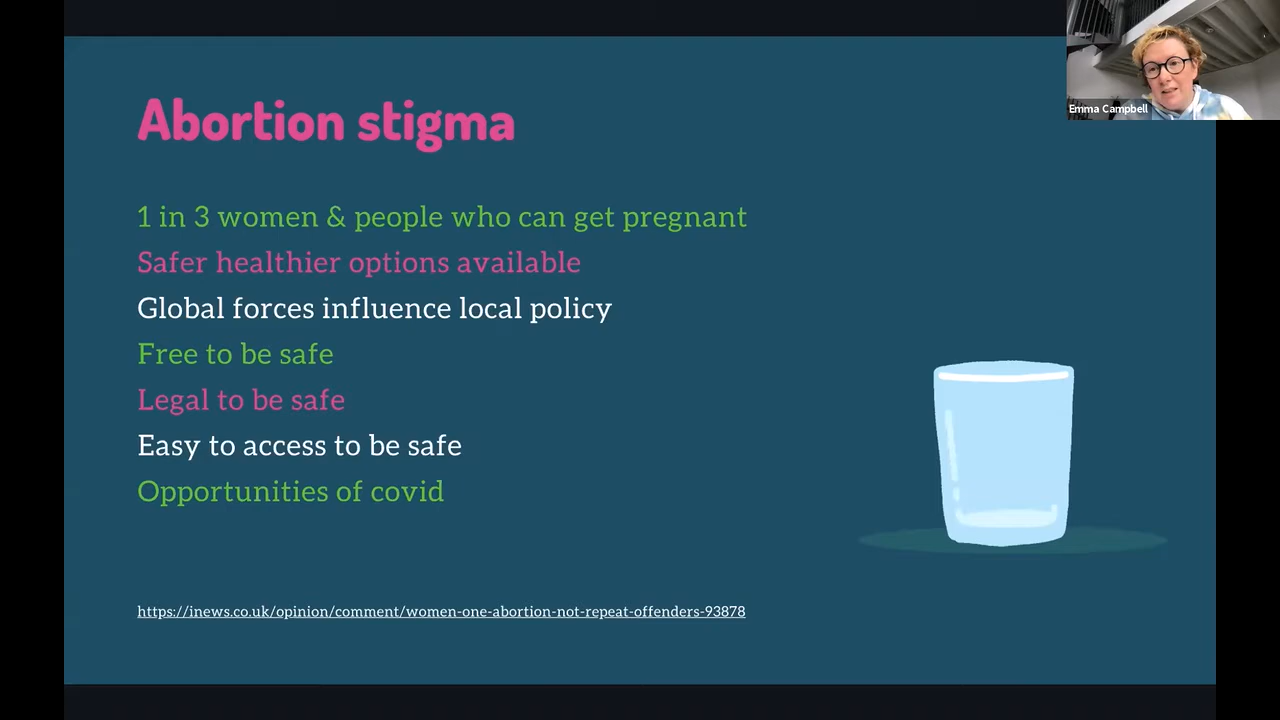 Emma Campbell
Abortion stigma
1 in 3 women & people who can get pregnant
Safer healthier options available
Global forces influence local policy
Free to be safe
Legal to be safe
Easy to access to be safe
Opportunities of covid
https://inews.co.uk/opinion/comment/women-one-abortion-not-repeat-offenders-93878